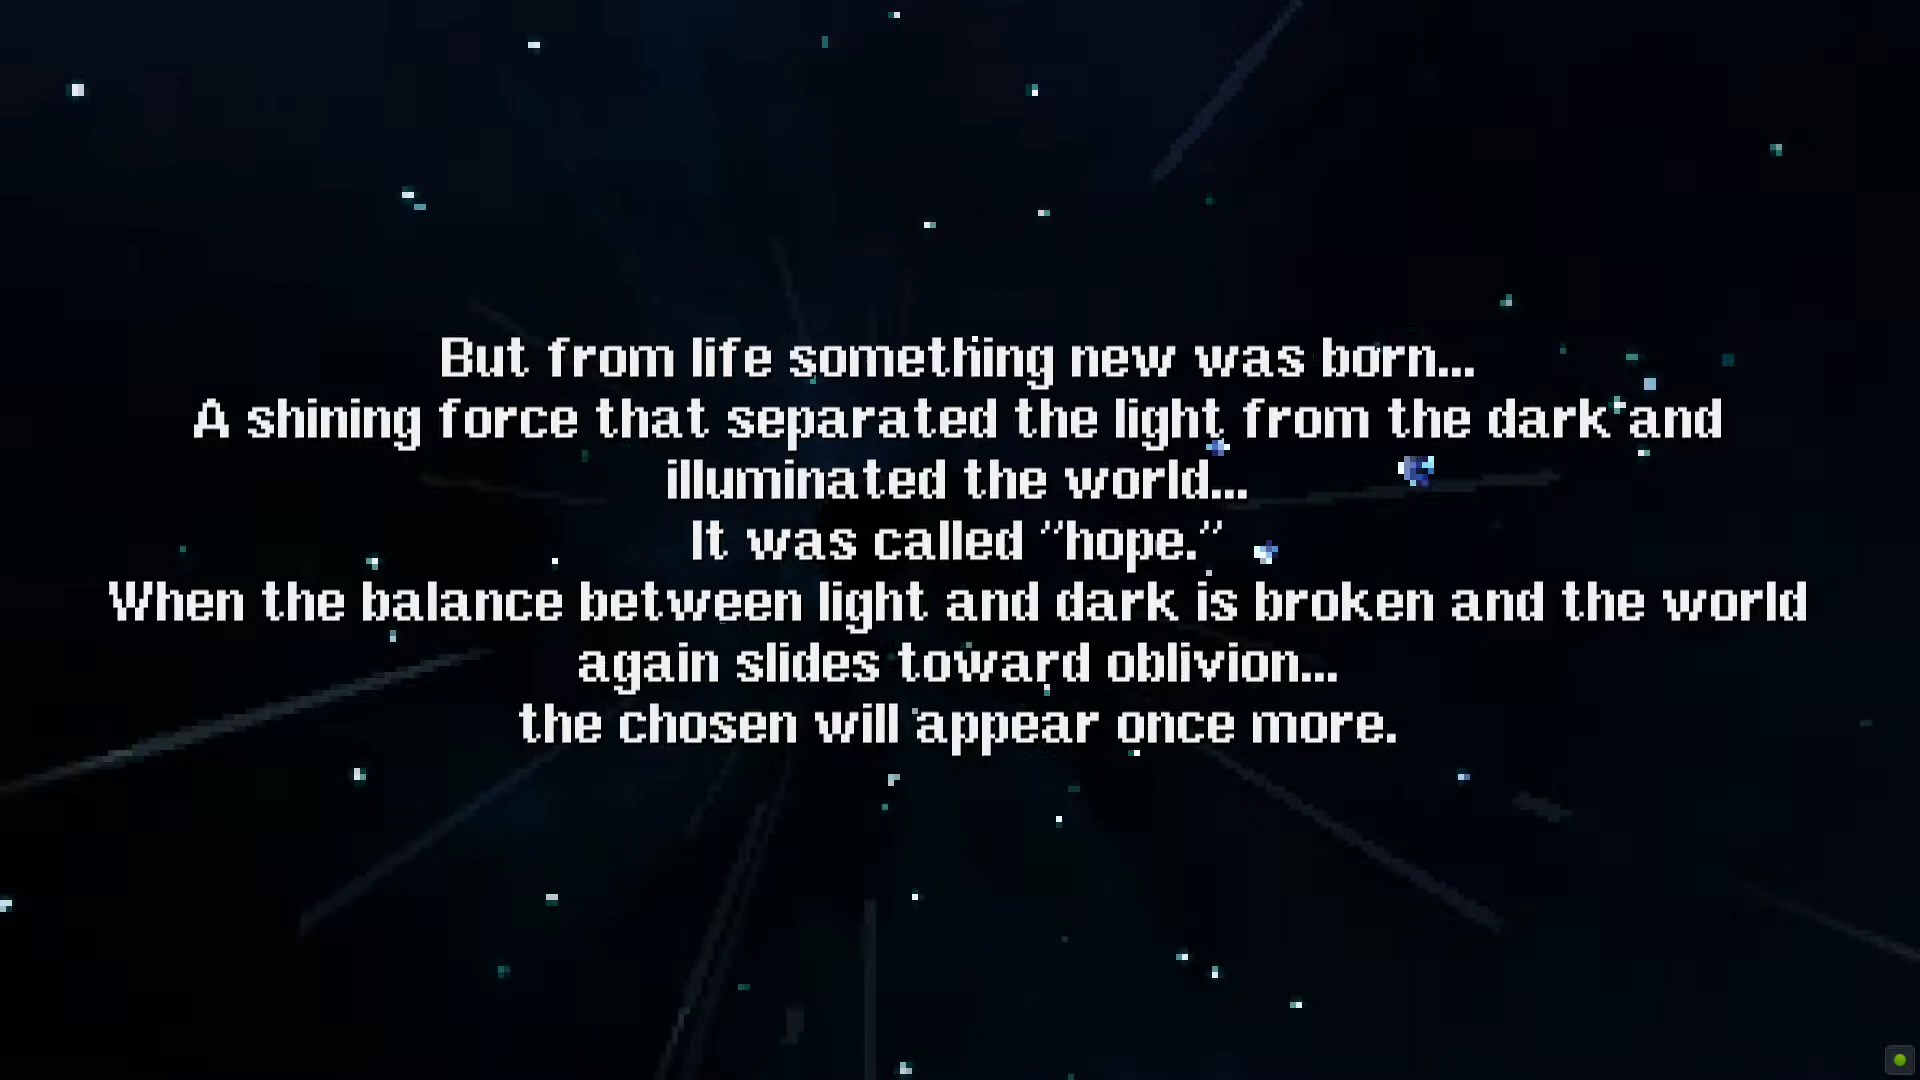 But from life something new was born...
A shining force that separated the light from the dark and
illuminated the world...
It was called "hope."
When the balance between light and dark is broken and the world
again slides toward oblivion...
the chosen will appear once more.